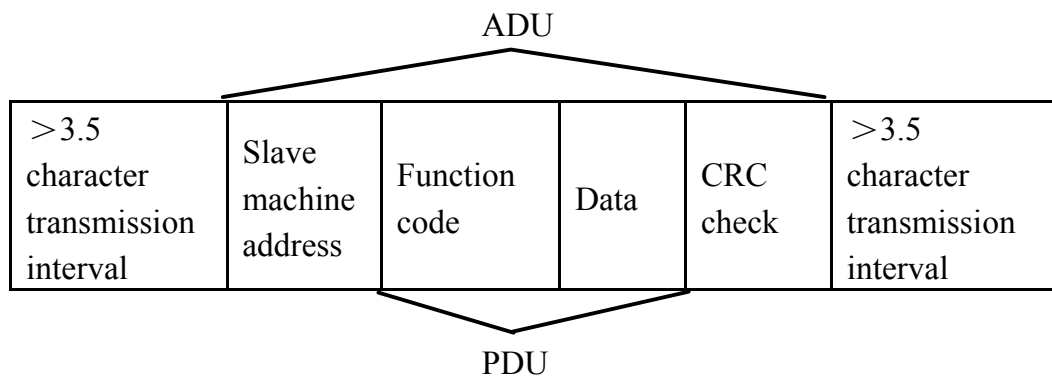 ADU
＞3.5
character
transmission
interval
Slave
machine
address
Function
code
Data
CRC
check
＞3.5
character
transmission
interval
PDU